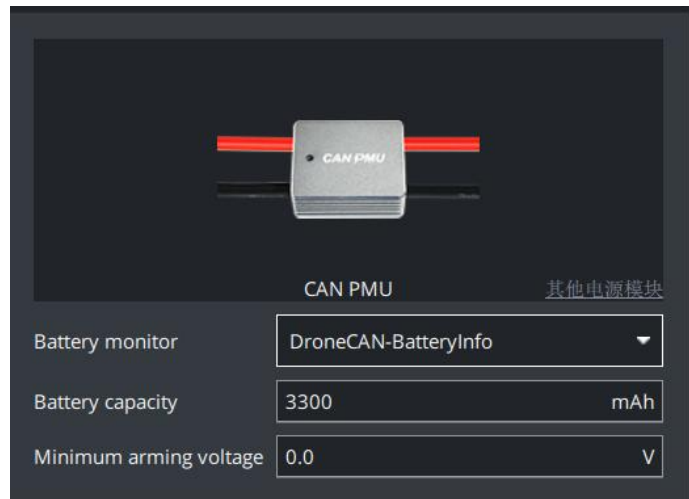 CAN PMU
CAN PMU 其他电源模块
Battery monitor DroneCAN-BatteryInfo
Battery capacity 3300 mAh
Minimum arming voltage 0.0 V